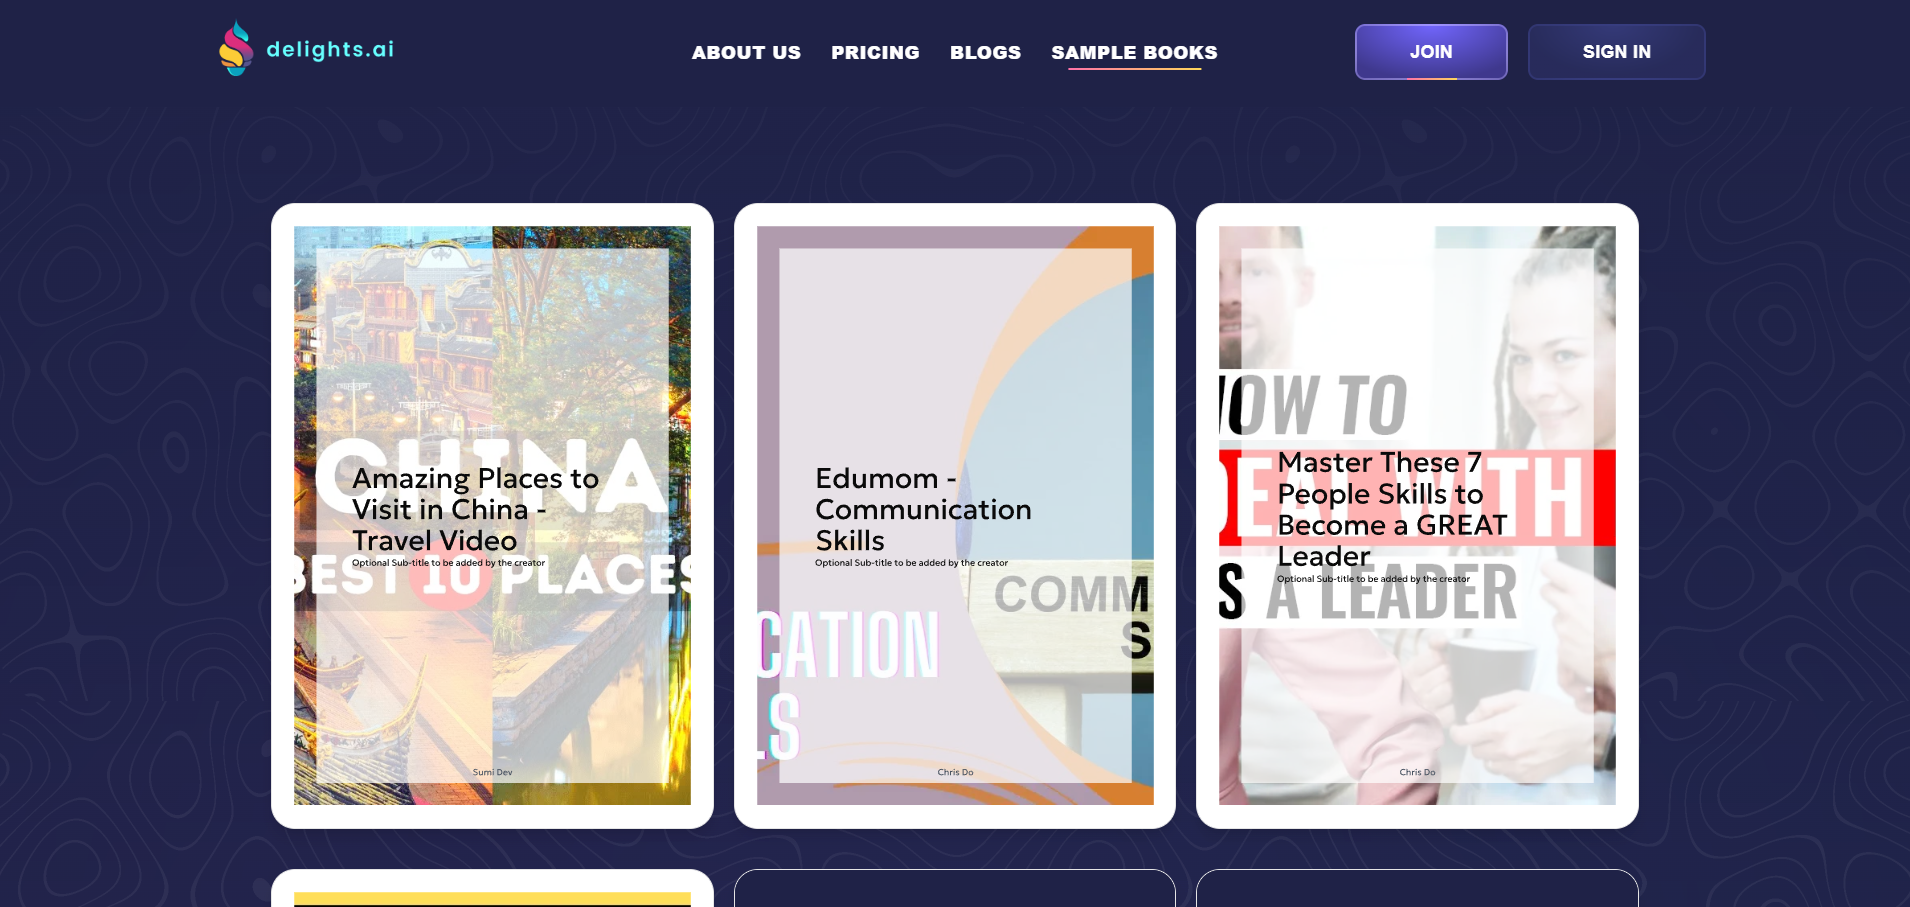 delights.ai
ABOUT US
PRICING
BLOGS
SAMPLE BOOKS
JOIN
SIGN IN
CHINA
Amazing Places to
Visit in China -
Travel Video
Optional Sub-title to be added by the creator
BEST 10 PLACES
Sumi Dev
Edumom -
Communication
Skills
Optional Sub-title to be added by the creator
COMM
S
CATION
LS
Chris Do
OW TO
DEAL WITH
Master These 7
People Skills to
Become a GREAT
Leader
Optional Sub-title to be added by the creator
S A LEADER
Chris Do